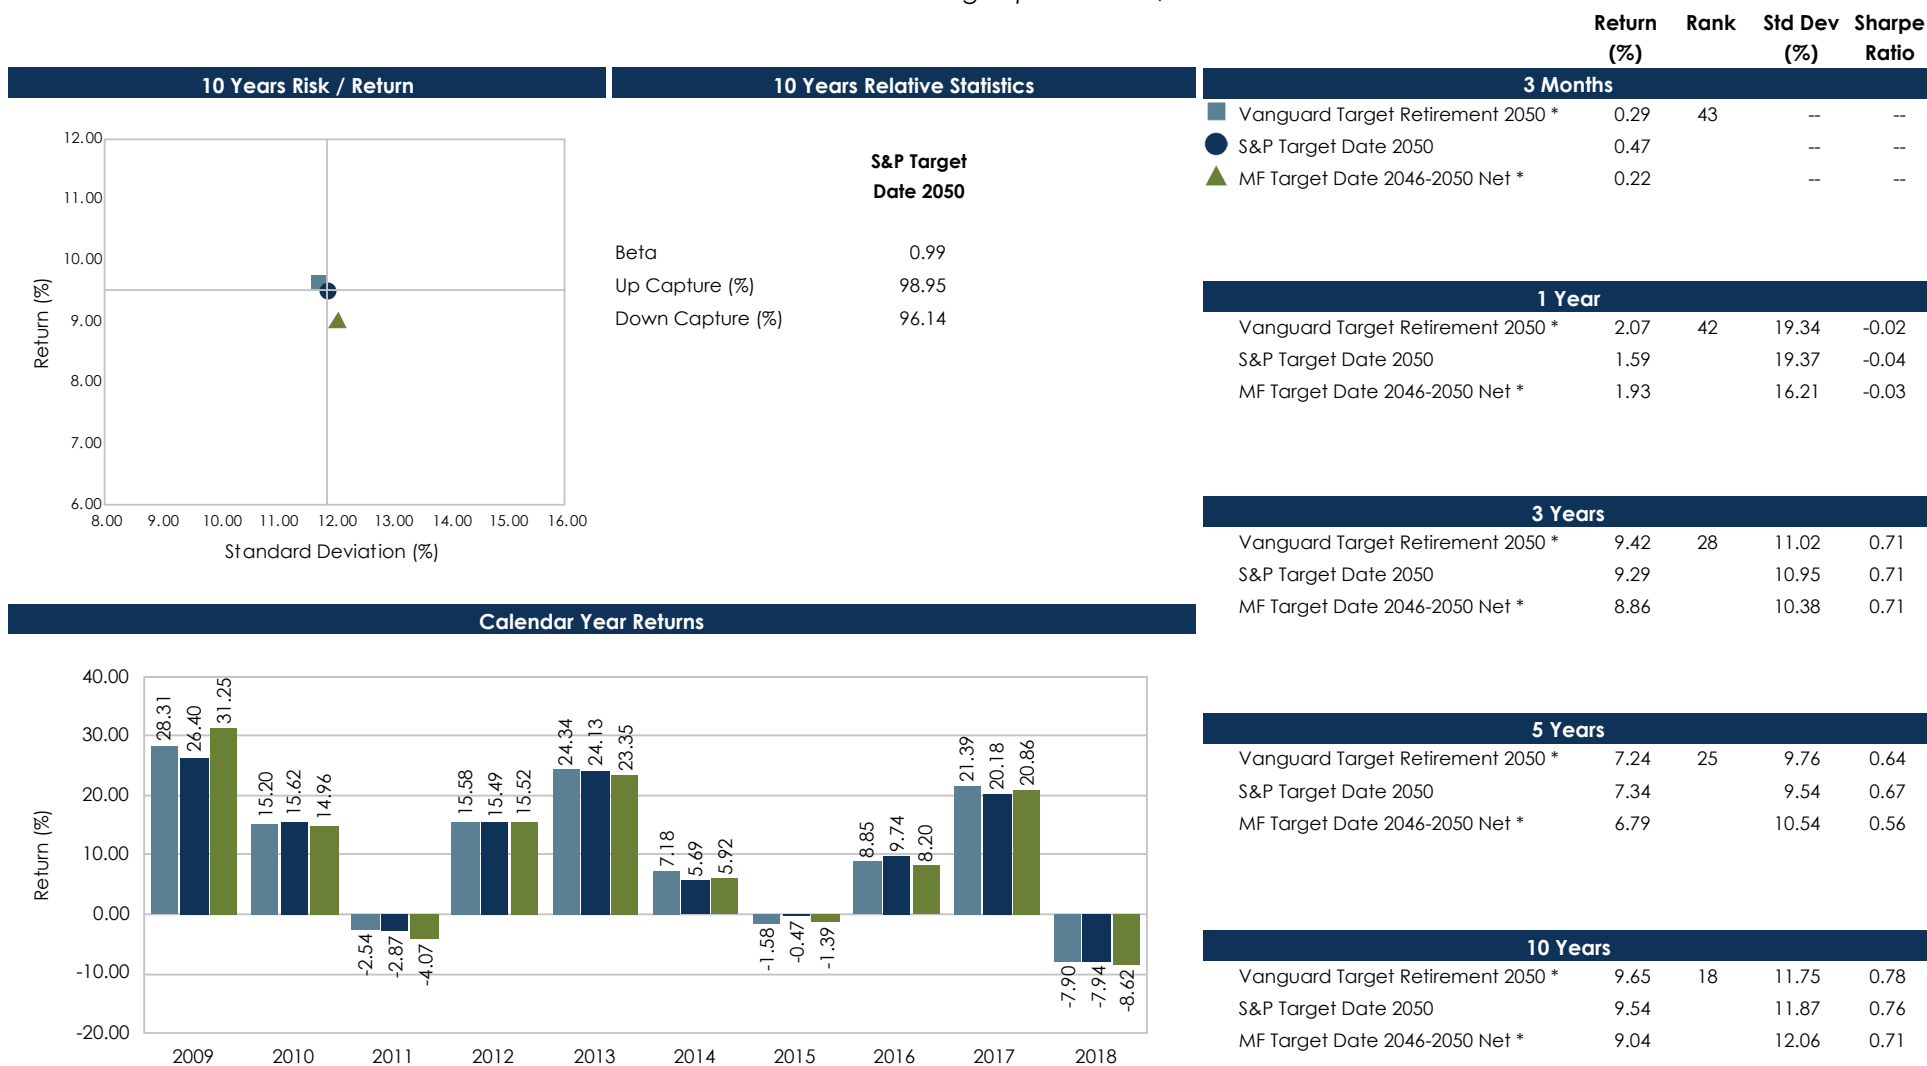 Return Rank Std Dev Sharpe
(%) (%) Ratio
10 Years Risk / Return
12.00
11.00
10.00
9.00
8.00
7.00
6.00
Return (%)
8.00 9.00 10.00 11.00 12.00 13.00 14.00 15.00 16.00
Standard Deviation (%)
10 Years Relative Statistics
S&P Target
Date 2050
Beta 0.99
Up Capture (%) 98.95
Down Capture (%) 96.14
Calendar Year Returns
40.00
30.00
20.00
10.00
0.00
-10.00
-20.00
Return (%)
28.31 26.40 31.25 15.20 15.62 14.96 -2.54 -2.87 -4.07 15.58 15.49 15.52 24.34 24.13 23.35 7.18 5.69 5.92 -1.58 -0.47 -1.39 8.85 9.74 8.20 21.39 20.18 20.86 -7.90 -7.94 -8.62
2009 2010 2011 2012 2013 2014 2015 2016 2017 2018
3 Months
Vanguard Target Retirement 2050 * 0.29 43 -- --
S&P Target Date 2050 0.47 -- --
MF Target Date 2046-2050 Net * 0.22 -- --
1 Year
Vanguard Target Retirement 2050 * 2.07 42 19.34 -0.02
S&P Target Date 2050 1.59 19.37 -0.04
MF Target Date 2046-2050 Net * 1.93 16.21 -0.03
3 Years
Vanguard Target Retirement 2050 * 9.42 28 11.02 0.71
S&P Target Date 2050 9.29 10.95 0.71
MF Target Date 2046-2050 Net * 8.86 10.38 0.71
5 Years
Vanguard Target Retirement 2050 * 7.24 25 9.76 0.64
S&P Target Date 2050 7.34 9.54 0.67
MF Target Date 2046-2050 Net * 6.79 10.54 0.56
10 Years
Vanguard Target Retirement 2050 * 9.65 18 11.75 0.78
S&P Target Date 2050 9.54 11.87 0.76
MF Target Date 2046-2050 Net * 9.04 12.06 0.71